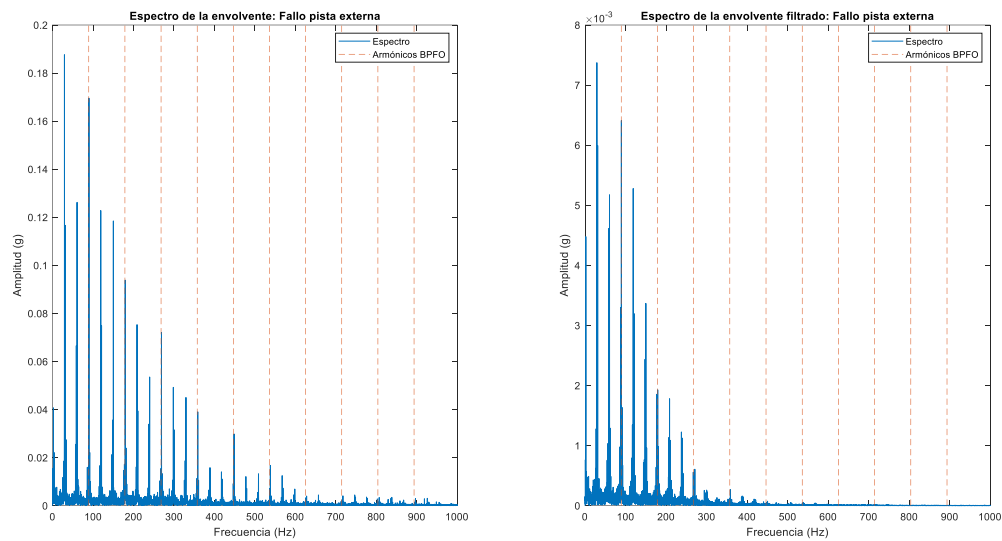 Espectro de la envolvente: Fallo pista externa
Espectro
Armónicos BPFO
0.2
0.18
0.16
0.14
0.12
0.1
0.08
0.06
0.04
0.02
0
Amplitud (g)
0 100 200 300 400 500 600 700 800 900 1000
Frecuencia (Hz)
Espectro de la envolvente filtrado: Fallo pista externa
8 ×10⁻³
Espectro
Armónicos BPFO
7
6
5
4
3
2
1
0
Amplitud (g)
0 100 200 300 400 500 600 700 800 900 1000
Frecuencia (Hz)